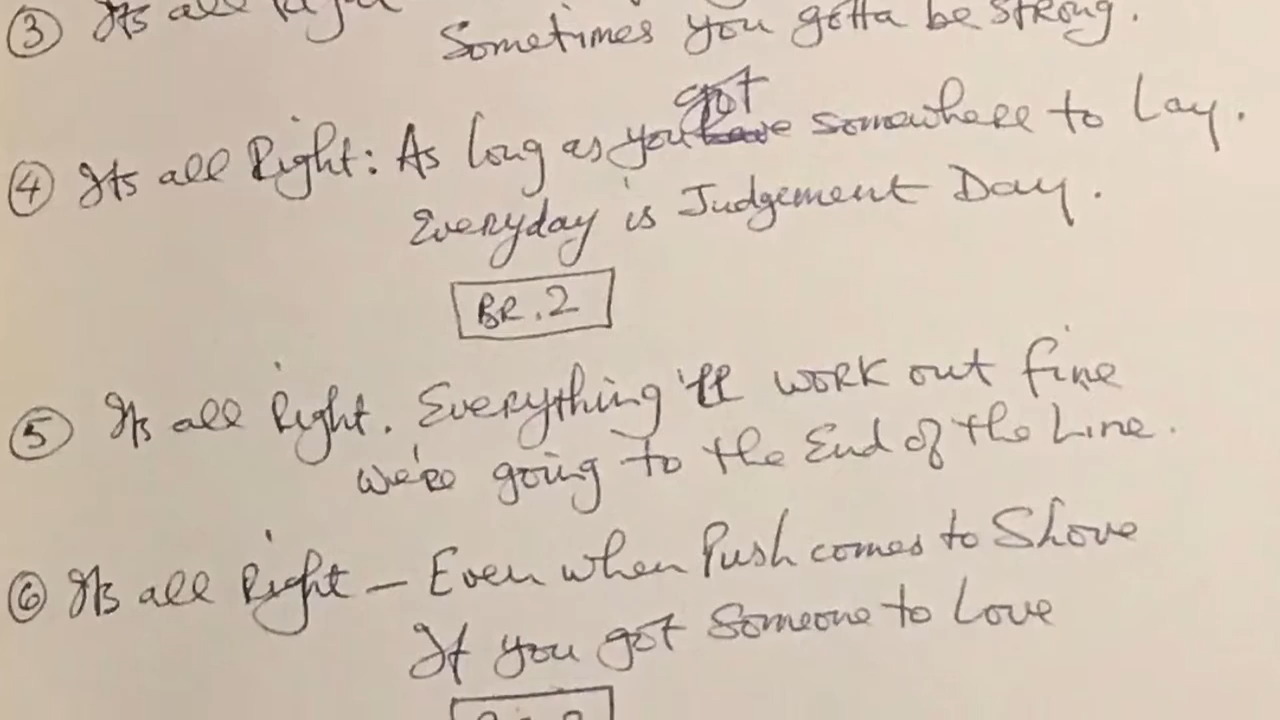 ③ Its all Right
Sometimes you gotta be strong.
got
④ Its all Right: As long as you have somewhere to Lay.
Everyday is Judgement Day.
BR.2
⑤ Its all Right. Everything'll work out fine
we're going to the End of the Line.
⑥ Its all Right – Even when Push comes to Shove
If you got Someone to Love